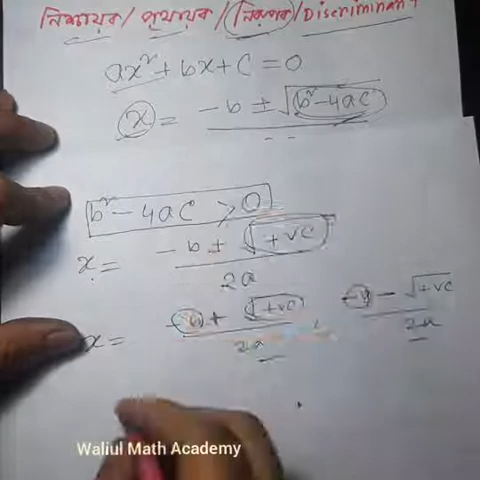 নিশ্চায়ক/ পৃথায়ক/ নিরূপক/ Discriminant
ax² + bx + c = 0
x = -b ± √b² - 4ac
b² - 4ac > 0
x = -b ± √+ve / 2a
x = -b + √+ve / 2a , -b - √+ve / 2a
Waliul Math Academy